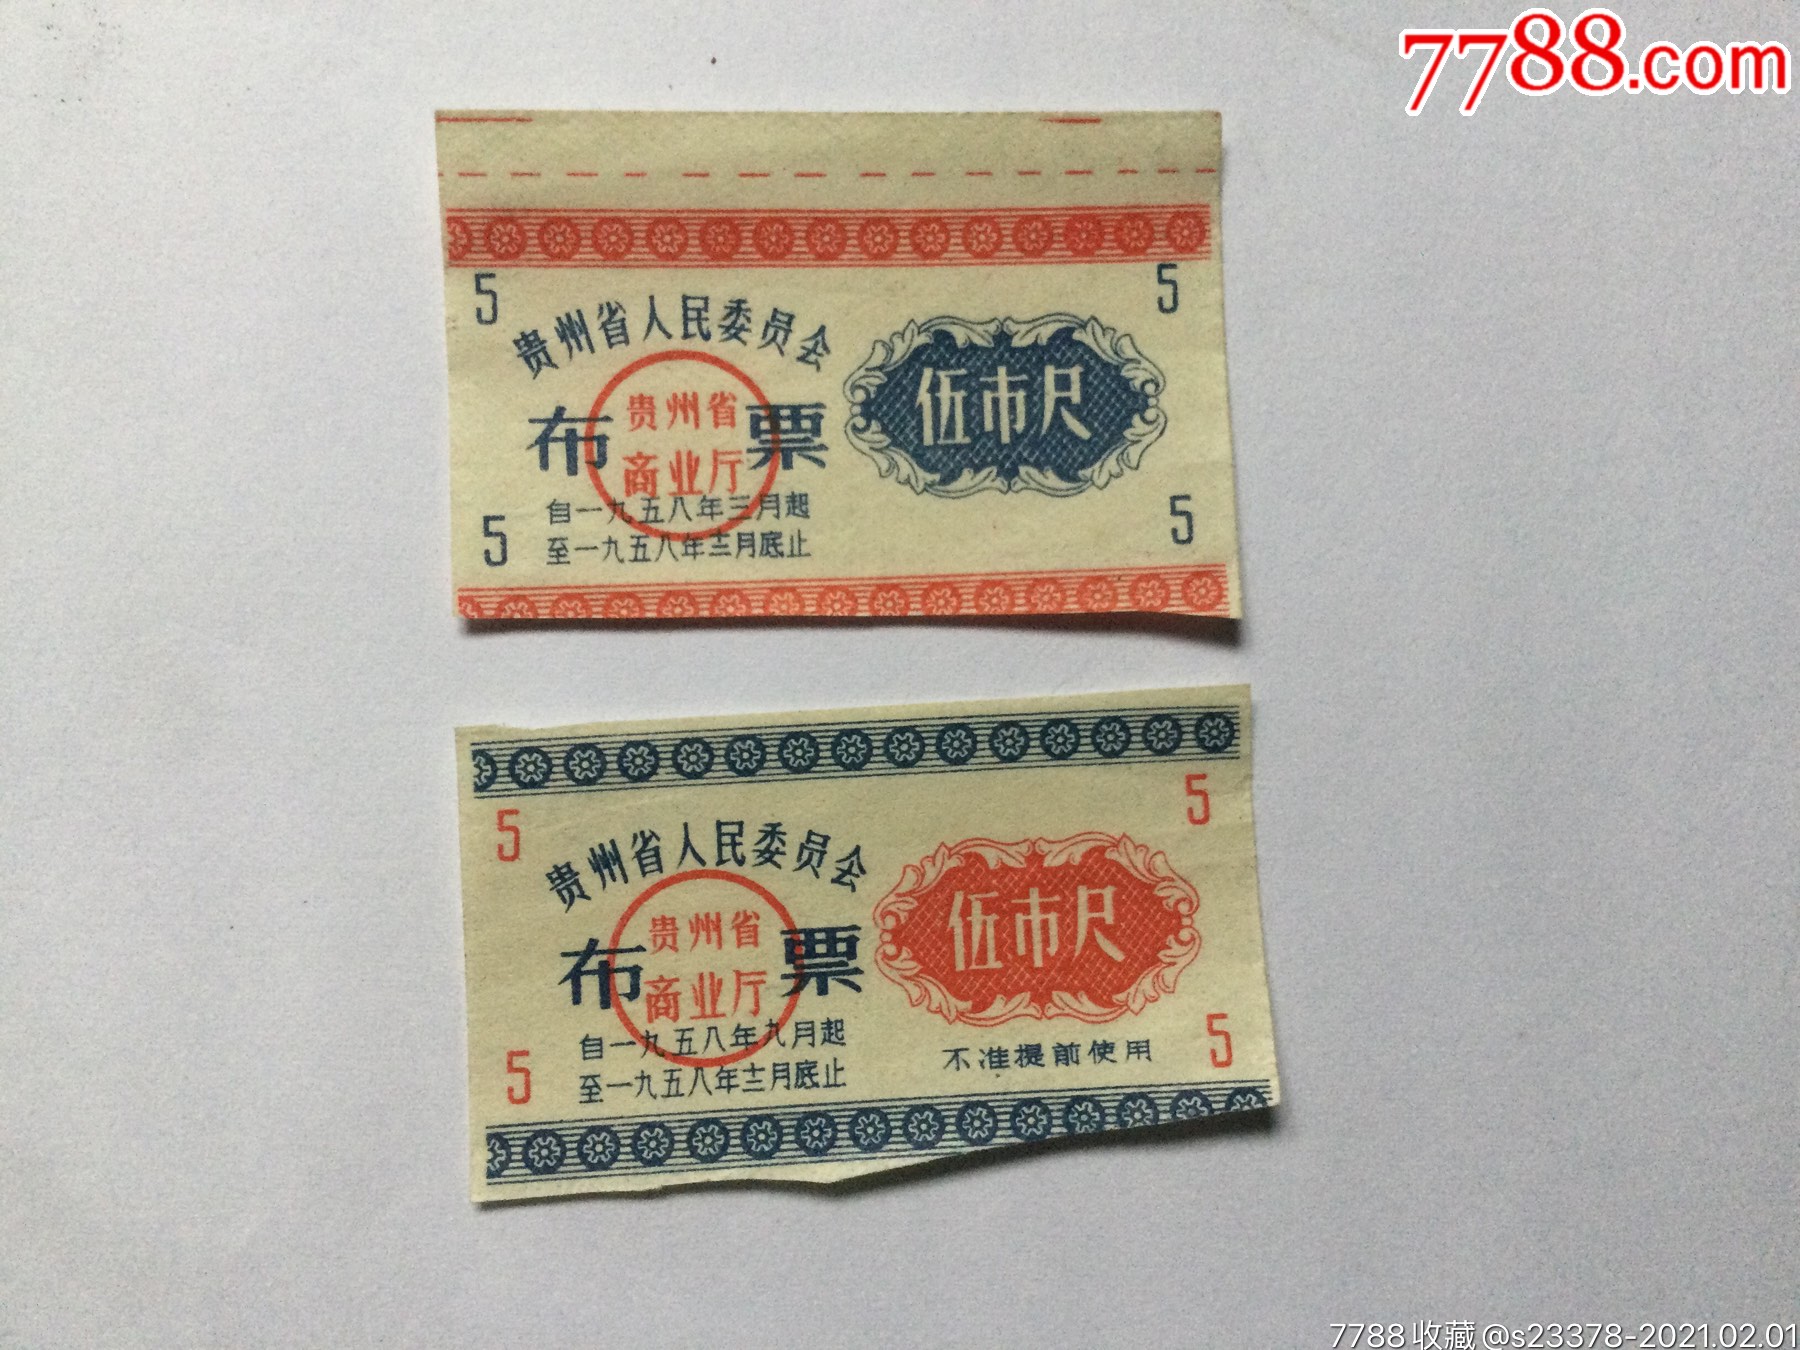 7788.com
5
5
贵州省人民委员会
伍市尺
布票
贵州省
商业厅
自一九五八年三月起
5
5
至一九五八年十二月底止
5
5
贵州省人民委员会
伍市尺
布票
贵州省
商业厅
自一九五八年九月起
5
不准提前使用
5
至一九五八年十二月底止
7788收藏@s23378-2021.02.01